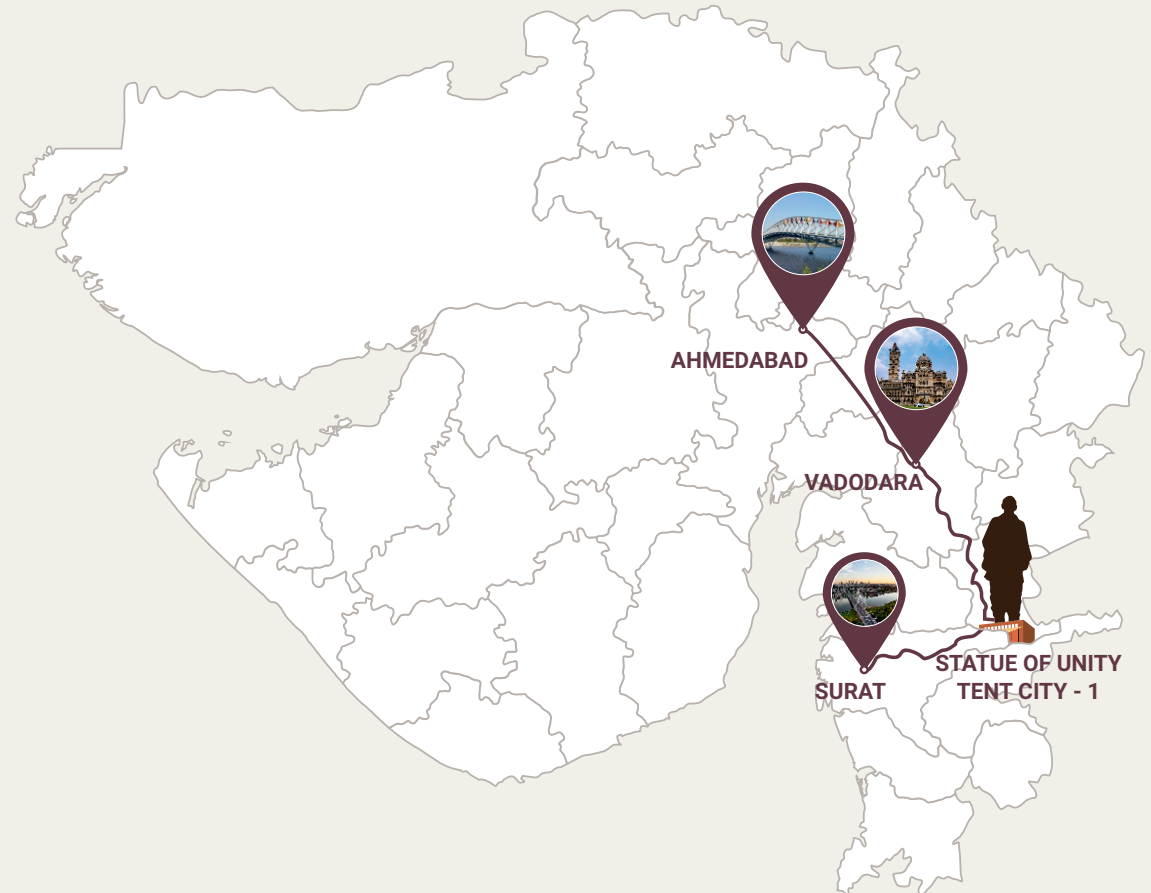 AHMEDABAD
VADODARA
STATUE OF UNITY
TENT CITY - 1
SURAT